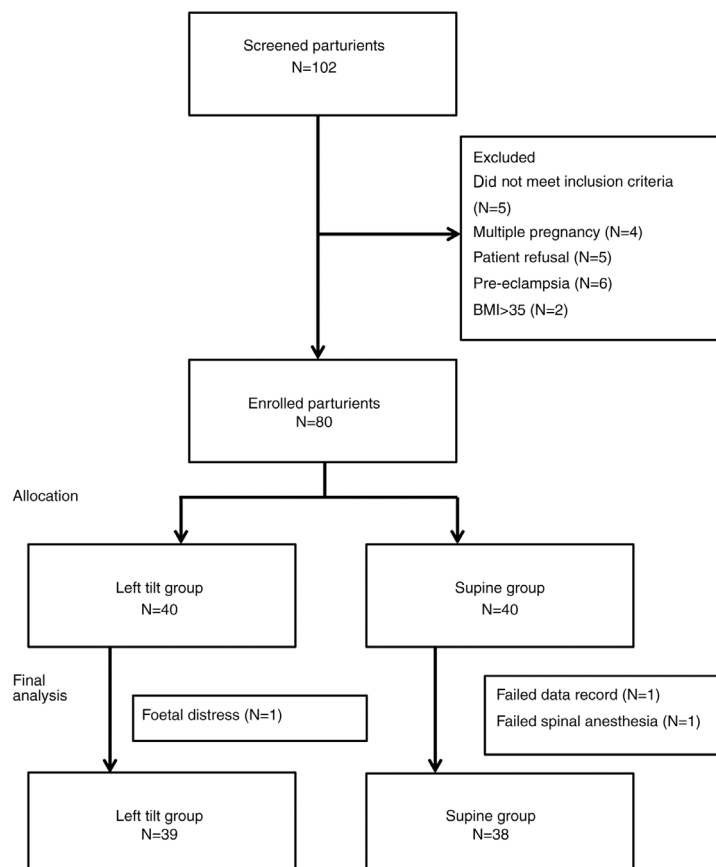 Screened parturients
N=102
Excluded
Did not meet inclusion criteria
(N=5)
Multiple pregnancy (N=4)
Patient refusal (N=5)
Pre-eclampsia (N=6)
BMI>35 (N=2)
Enrolled parturients
N=80
Allocation
Left tilt group
N=40
Supine group
N=40
Final
analysis
Foetal distress (N=1)
Failed data record (N=1)
Failed spinal anesthesia (N=1)
Left tilt group
N=39
Supine group
N=38